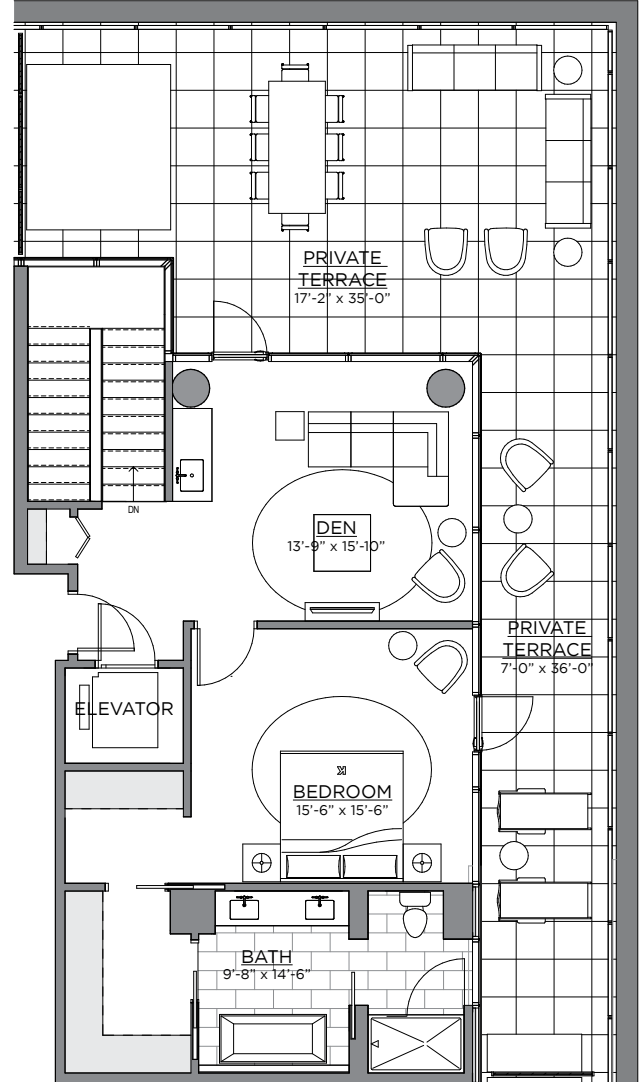 PRIVATE
TERRACE
17'-2" x 35'-0"
DN
DEN
13'-9" x 15'-10"
PRIVATE
TERRACE
7'-0" x 36'-0"
ELEVATOR
K
BEDROOM
15'-6" x 15'-6"
BATH
9'-8" x 14'-6"